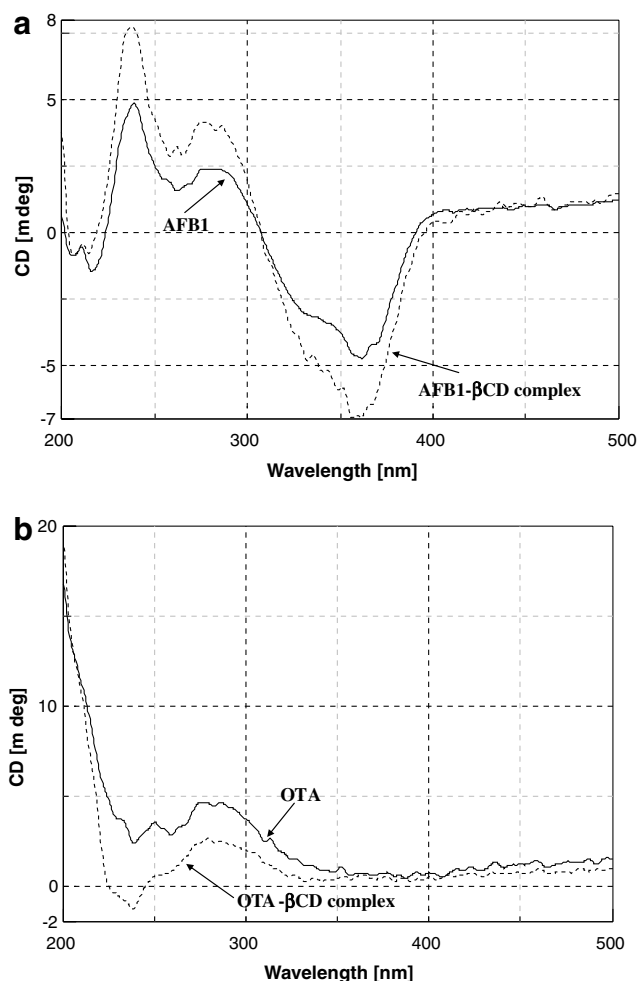 a
8
5
0
-5
-7
CD [m deg]
AFB1
AFB1-βCD complex
200
300
400
500
Wavelength [nm]
b
20
10
0
-2
CD [m deg]
OTA
OTA-βCD complex
200
300
400
500
Wavelength [nm]